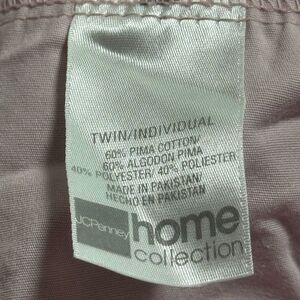 TWIN/INDIVIDUAL
60% PIMA COTTON/
60% ALGODON PIMA
40% POLYESTER/ 40% POLIESTER
MADE IN PAKISTAN/
HECHO EN PAKISTAN
JCPenney home
collection